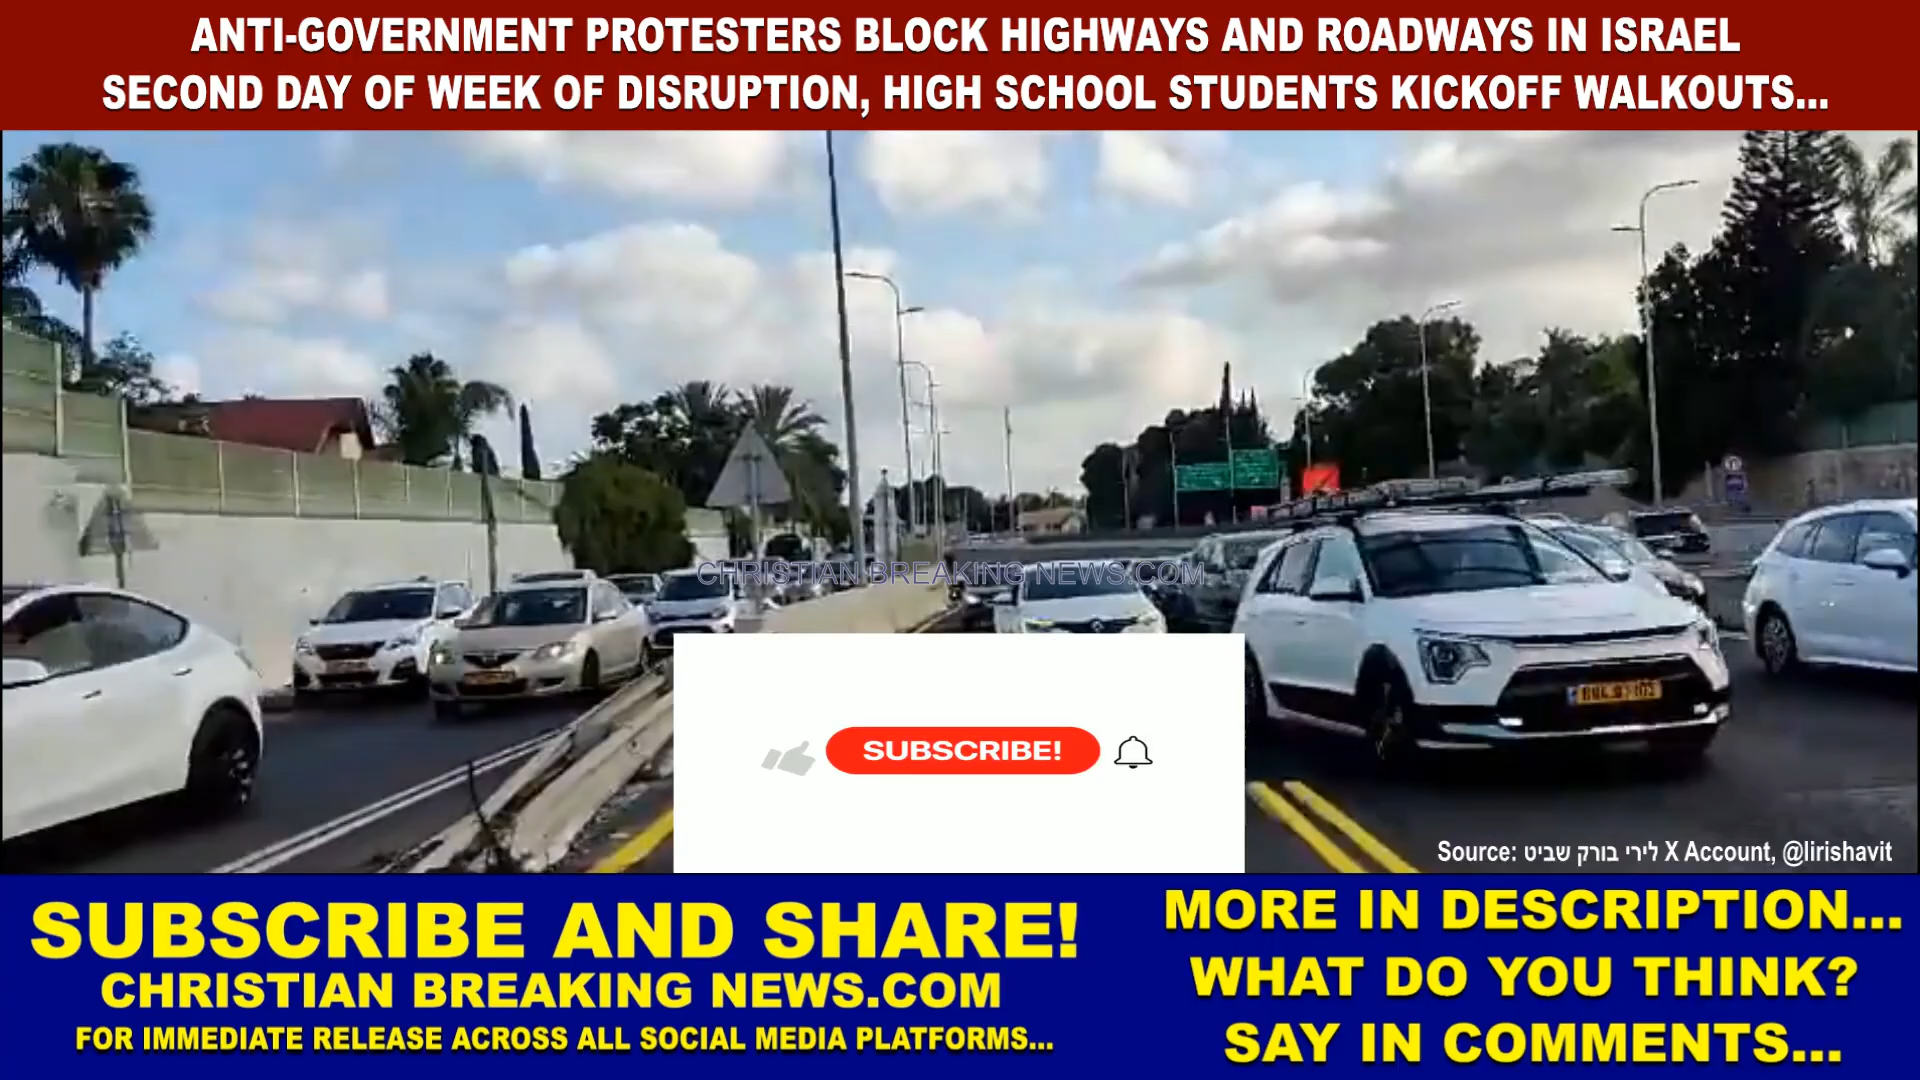 ANTI-GOVERNMENT PROTESTERS BLOCK HIGHWAYS AND ROADWAYS IN ISRAEL
SECOND DAY OF WEEK OF DISRUPTION, HIGH SCHOOL STUDENTS KICKOFF WALKOUTS...
CHRISTIAN BREAKING NEWS.COM
SUBSCRIBE!
Source: לירי בורק שביט X Account, @lirishavit
SUBSCRIBE AND SHARE!
CHRISTIAN BREAKING NEWS.COM
FOR IMMEDIATE RELEASE ACROSS ALL SOCIAL MEDIA PLATFORMS...
MORE IN DESCRIPTION...
WHAT DO YOU THINK?
SAY IN COMMENTS...